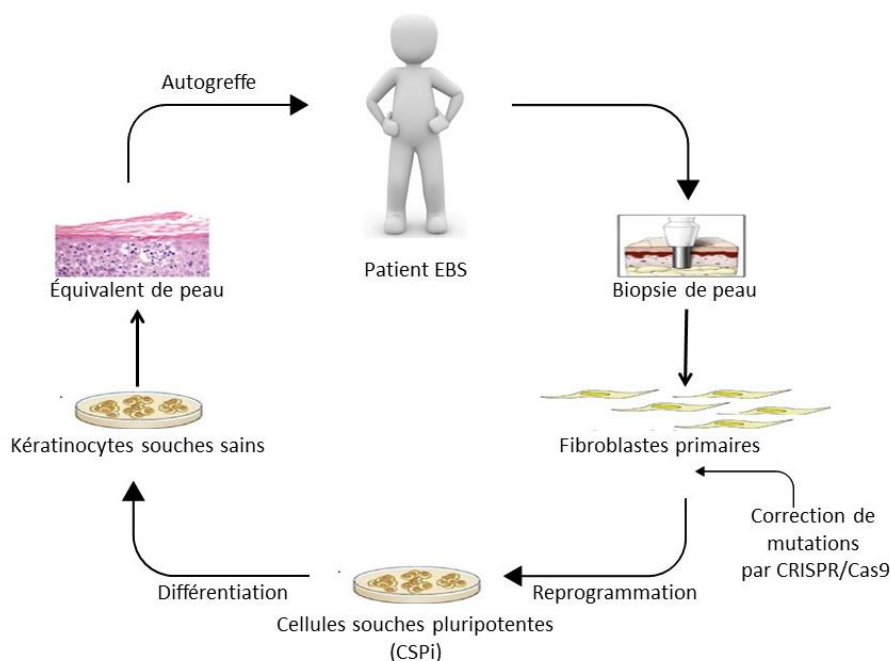 Autogreffe
Patient EBS
Biopsie de peau
Fibroblastes primaires
Correction de
mutations
par CRISPR/Cas9
Reprogrammation
Cellules souches pluripotentes
(CSPi)
Différentiation
Kératinocytes souches sains
Équivalent de peau